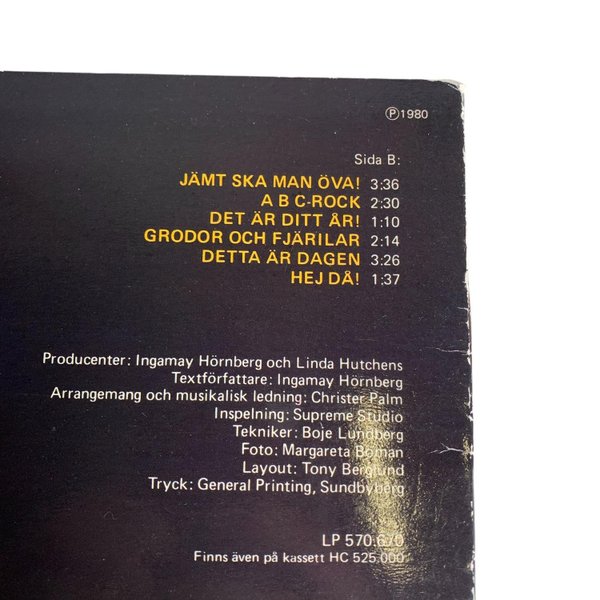 Ⓟ1980
Sida B:
JÄMT SKA MAN ÖVA! 3:36
A B C-ROCK 2:30
DET ÄR DITT ÅR! 1:10
GRODOR OCH FJÄRILAR 2:14
DETTA ÄR DAGEN 3:26
HEJ DÅ! 1:37
Producenter: Ingamay Hörnberg och Linda Hutchens
Textförfattare: Ingamay Hörnberg
Arrangemang och musikalisk ledning: Christer Palm
Inspelning: Supreme Studio
Tekniker: Boje Lundberg
Foto: Margareta Boman
Layout: Tony Berglund
Tryck: General Printing, Sundbyberg
LP 570.670
Finns även på kassett HC 525.000